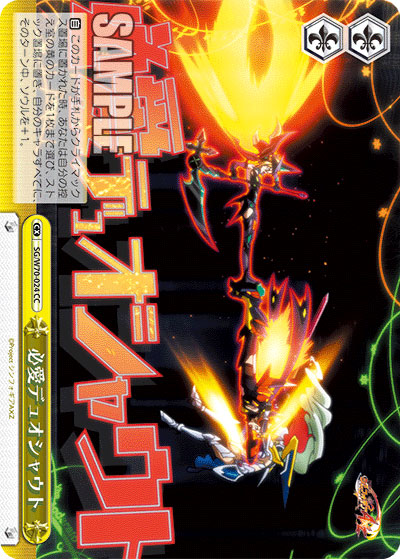 【自】このカードが手札からクライマック
ス置場に置かれた時、あなたは自分の控
え室の黄のカードを1枚まで選び、スト
ック置場に置き、自分のキャラすべてに、
そのターン中、ソウルを+1。
SAMPLE
必愛
デュオシャウト
CX
SG/W70-024 CC
必愛デュオシャウト
©Project シンフォギアAXZ